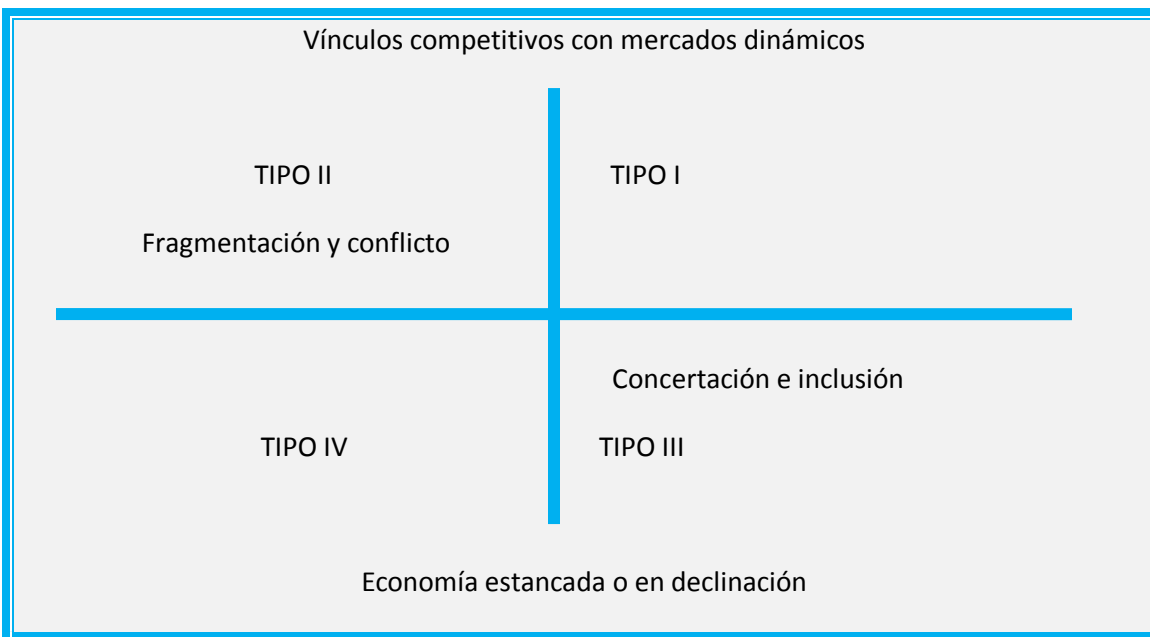 Vínculos competitivos con mercados dinámicos
TIPO II
TIPO I
Fragmentación y conflicto
Concertación e inclusión
TIPO IV
TIPO III
Economía estancada o en declinación